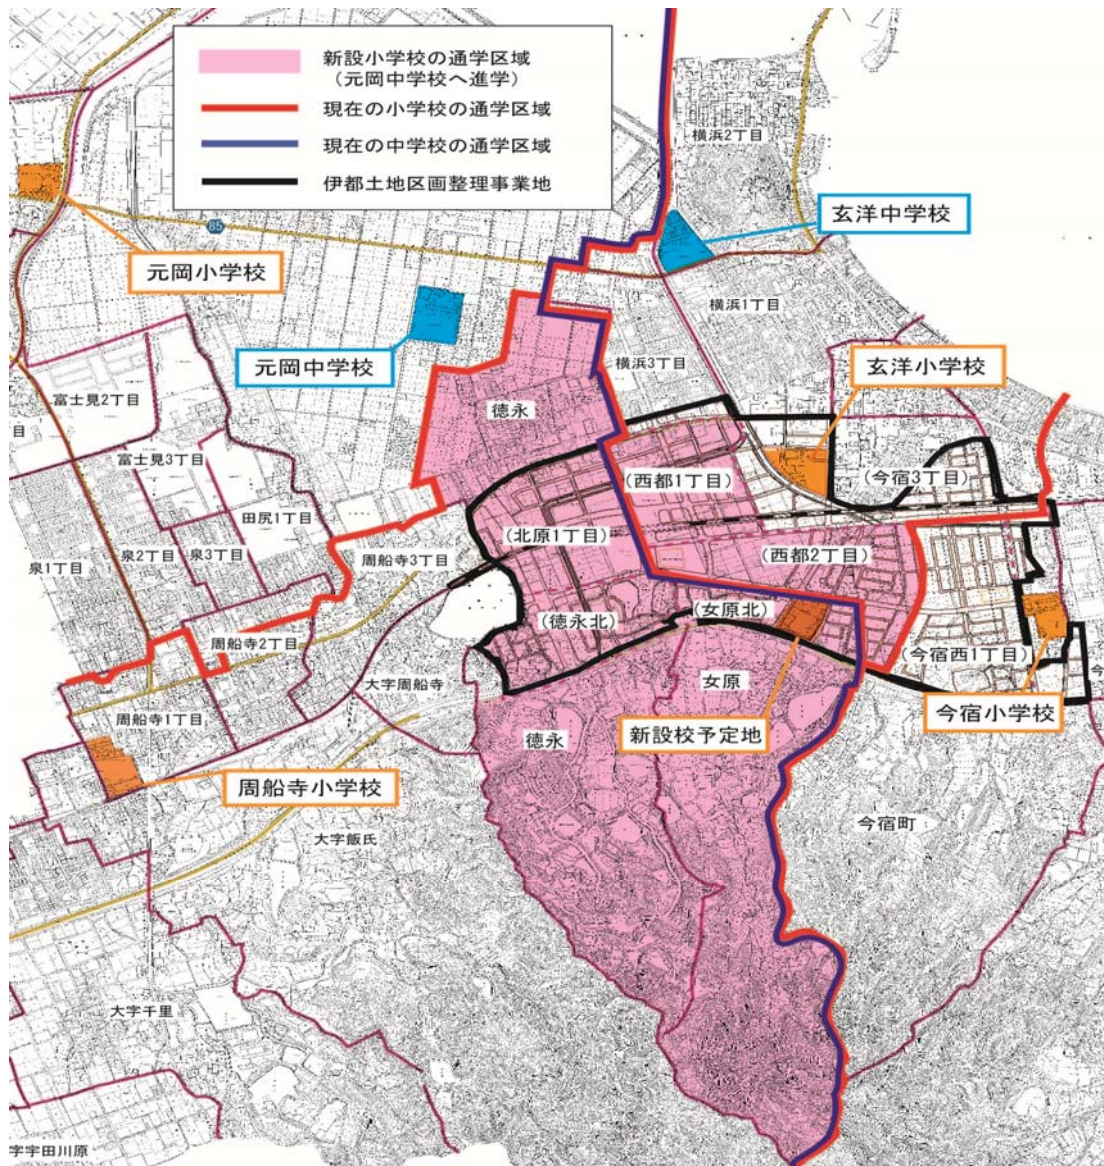 新設小学校の通学区域
(元岡中学校へ進学)
現在の小学校の通学区域
現在の中学校の通学区域
伊都土地区画整理事業地
横浜2丁目
玄洋中学校
85
元岡小学校
横浜1丁目
元岡中学校
横浜3丁目
玄洋小学校
富士見2丁目
徳永
目
富士見3丁目
(西都1丁目)
(今宿3丁目)
田尻1丁目
(北原1丁目)
泉2丁目
泉3丁目
周船寺3丁目
(西都2丁目)
泉1丁目
(女原北)
(徳永北)
周船寺2丁目
(今宿西1丁目)
大字周船寺
女原
今
周船寺1丁目
新設校予定地
今宿小学校
徳永
周船寺小学校
今宿町
大字飯氏
大字千里
字宇田川原